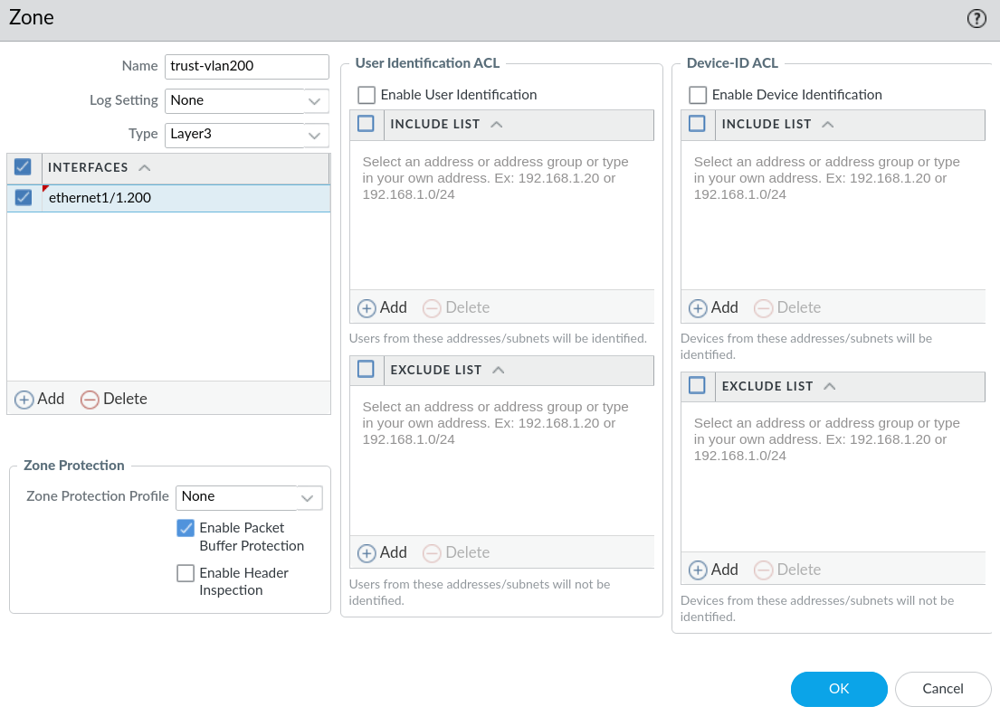 Zone
Name
trust-vlan200
Log Setting
None
Type
Layer3
INTERFACES
ethernet1/1.200
Add
Delete
Zone Protection
Zone Protection Profile
None
Enable Packet
Buffer Protection
Enable Header
Inspection
User Identification ACL
Enable User Identification
INCLUDE LIST
Select an address or address group or type
in your own address. Ex: 192.168.1.20 or
192.168.1.0/24
Add
Delete
Users from these addresses/subnets will be identified.
EXCLUDE LIST
Select an address or address group or type
in your own address. Ex: 192.168.1.20 or
192.168.1.0/24
Add
Delete
Users from these addresses/subnets will not be
identified.
Device-ID ACL
Enable Device Identification
INCLUDE LIST
Select an address or address group or type
in your own address. Ex: 192.168.1.20 or
192.168.1.0/24
Add
Delete
Devices from these addresses/subnets will be
identified.
EXCLUDE LIST
Select an address or address group or type
in your own address. Ex: 192.168.1.20 or
192.168.1.0/24
Add
Delete
Devices from these addresses/subnets will not be
identified.
OK
Cancel